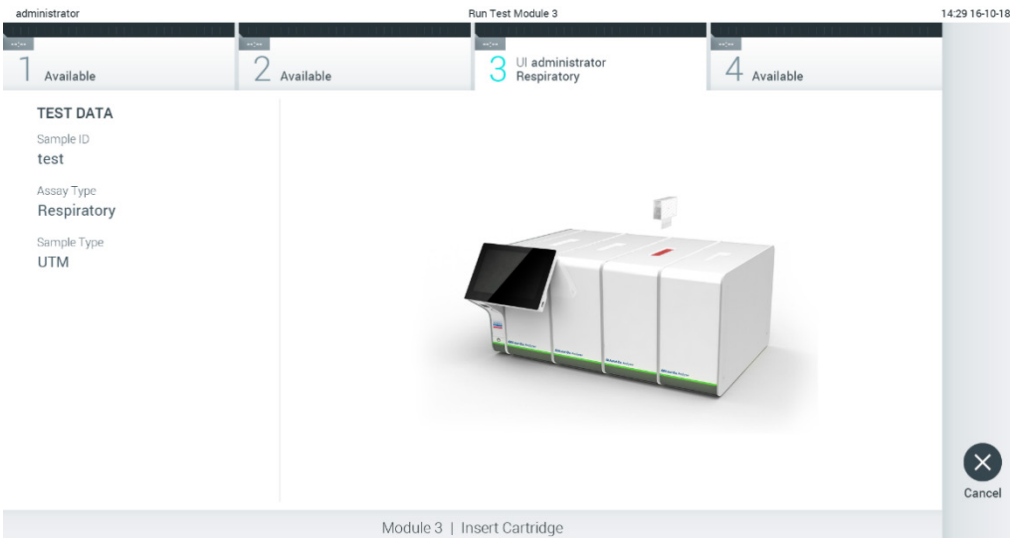 administrator
Run Test Module 3
14:29 16-10-18
--:--
1 Available
--:--
2 Available
--:--
3 UI administrator
Respiratory
--:--
4 Available
TEST DATA
Sample ID
test
Assay Type
Respiratory
Sample Type
UTM
Cancel
Module 3 | Insert Cartridge